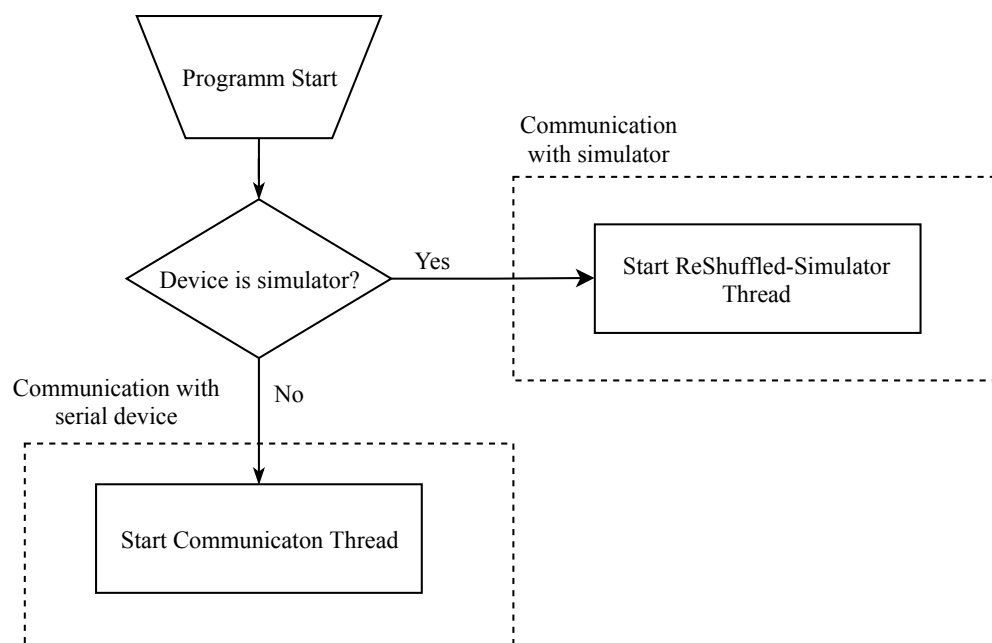 Programm Start
Communication
with simulator
Device is simulator?
Yes
Start ReShuffled-Simulator
Thread
Communication with
serial device
No
Start Communicaton Thread